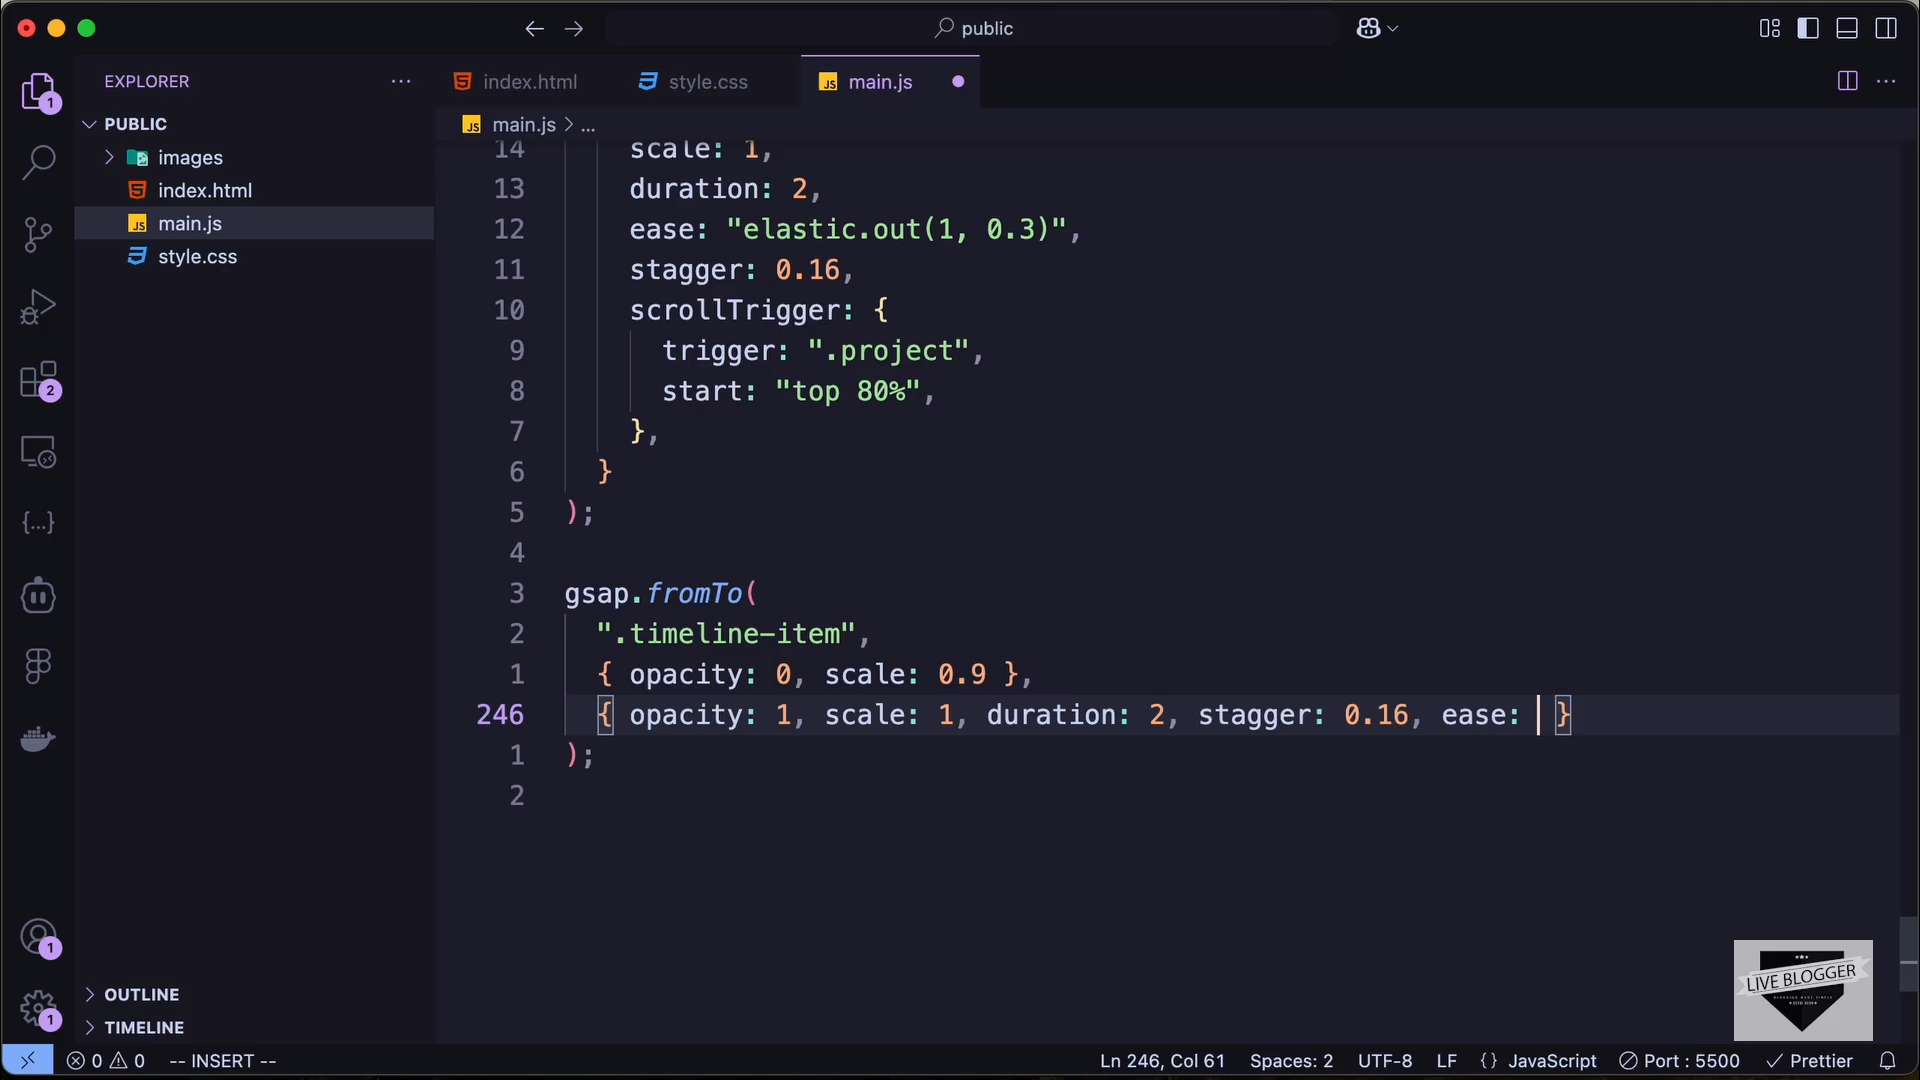 public
EXPLORER
index.html
style.css
main.js
1
PUBLIC
main.js > ...
images
index.html
main.js
style.css
14 scale: 1,
13 duration: 2,
12 ease: "elastic.out(1, 0.3)",
11 stagger: 0.16,
10 scrollTrigger: {
9 trigger: ".project",
8 start: "top 80%",
7 },
6 }
5 );
4
3 gsap.fromTo(
2 ".timeline-item",
1 { opacity: 0, scale: 0.9 },
246 { opacity: 1, scale: 1, duration: 2, stagger: 0.16, ease: }
1 );
2
2
1
1
OUTLINE
TIMELINE
LIVE BLOGGER
0 0 -- INSERT --
Ln 246, Col 61 Spaces: 2 UTF-8 LF {} JavaScript Port : 5500 Prettier